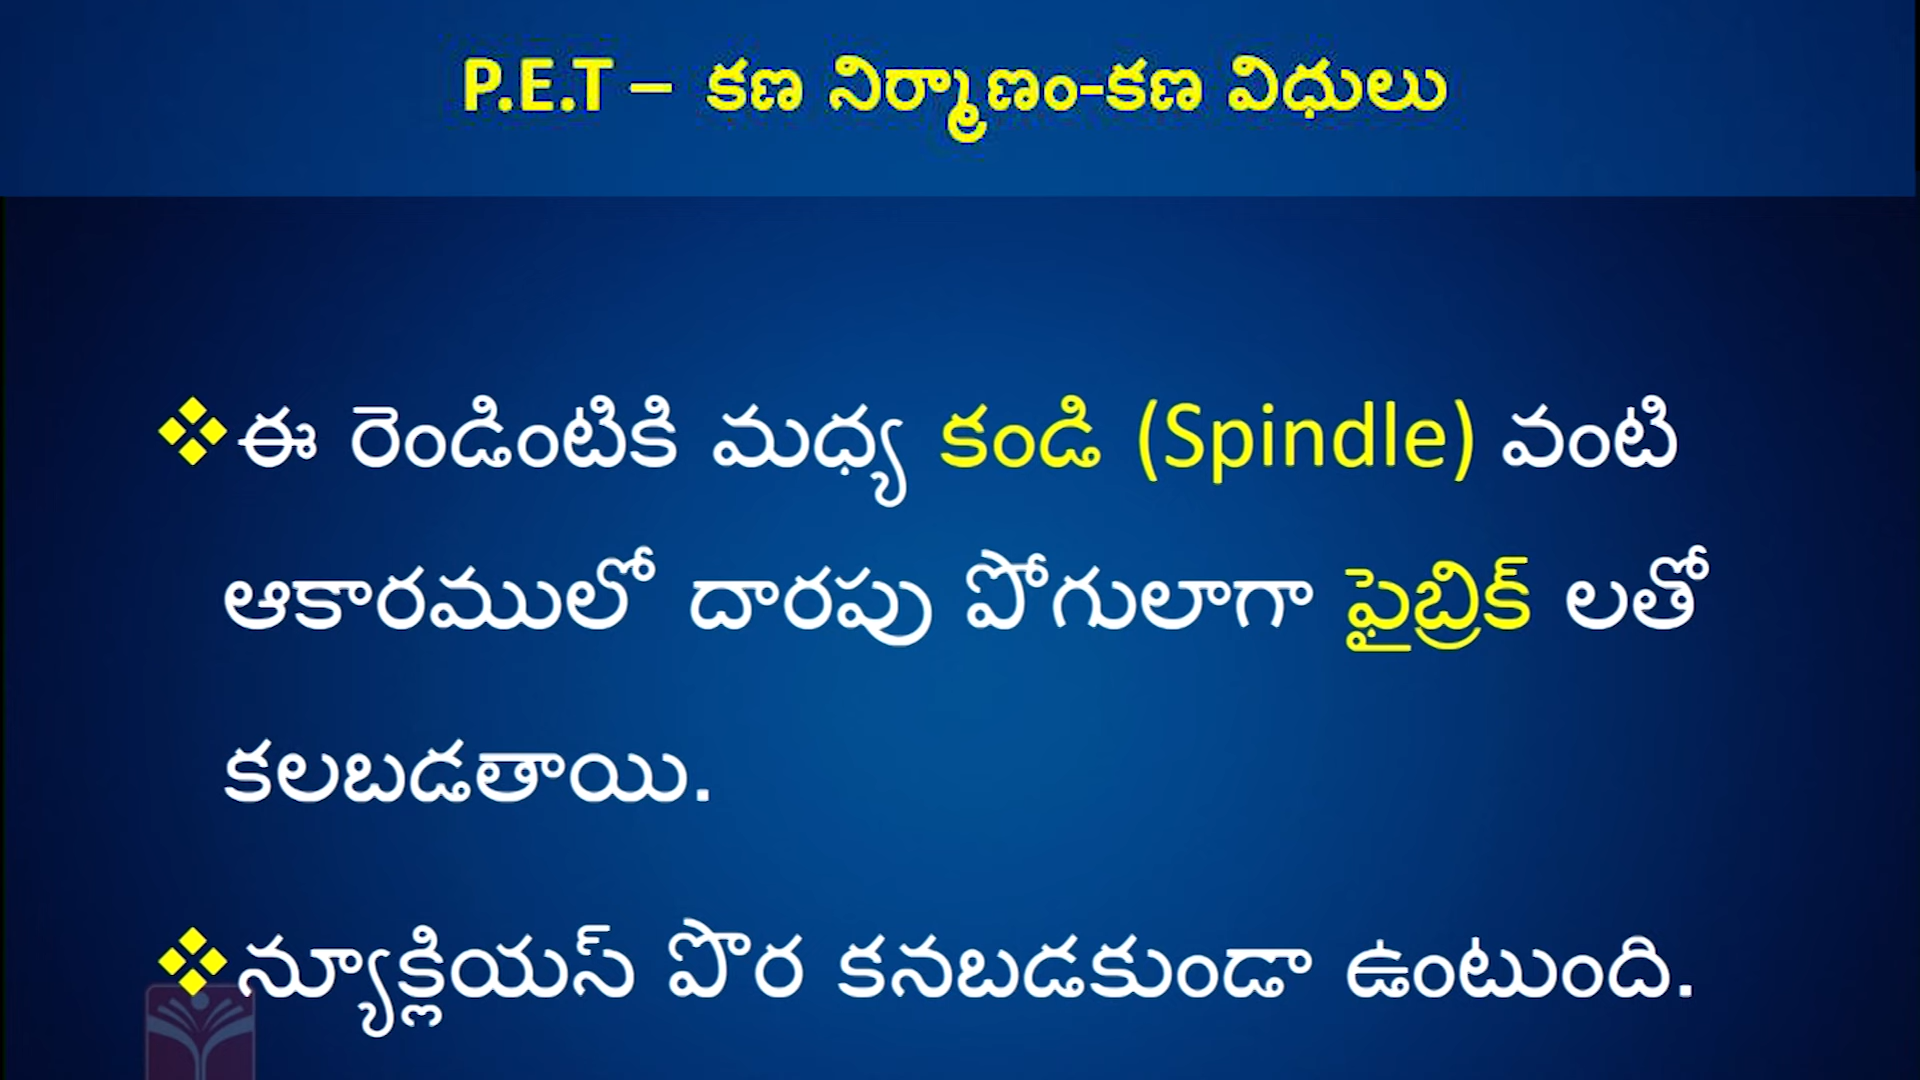 P.E.T – కణ నిర్మాణం-కణ విధులు
❖ఈ రెండింటికి మధ్య కండి (Spindle) వంటి
ఆకారములో దారపు పోగులాగా ఫైబ్రిక్ లతో
కలబడతాయి.
❖న్యూక్లియస్ పొర కనబడకుండా ఉంటుంది.